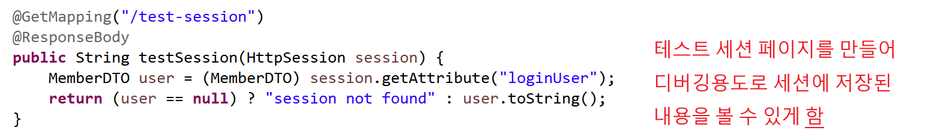 @GetMapping("/test-session")
@ResponseBody
public String testSession(HttpSession session) {
    MemberDTO user = (MemberDTO) session.getAttribute("loginUser");
    return (user == null) ? "session not found" : user.toString();
}
테스트 세션 페이지를 만들어
디버깅용도로 세션에 저장된
내용을 볼 수 있게 함